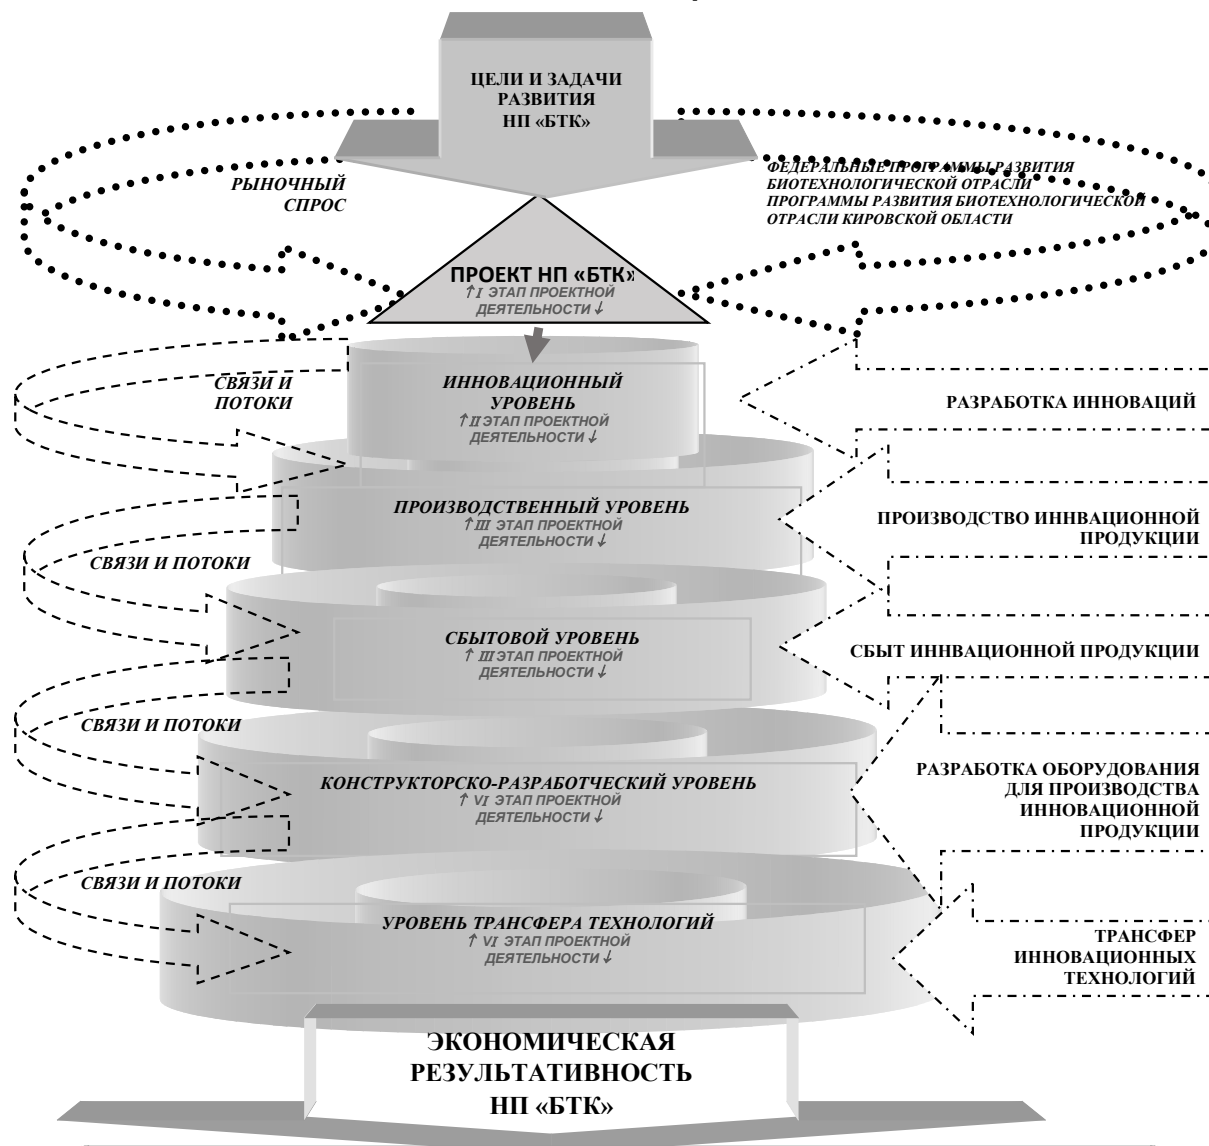 ЦЕЛИ И ЗАДАЧИ
РАЗВИТИЯ
НП «БТК»
РЫНОЧНЫЙ
СПРОС
ФЕДЕРАЛЬНЫЕ ПРОГРАММЫ РАЗВИТИЯ
БИОТЕХНОЛОГИЧЕСКОЙ ОТРАСЛИ
ПРОГРАММЫ РАЗВИТИЯ БИОТЕХНОЛОГИЧЕСКОЙ
ОТРАСЛИ КИРОВСКОЙ ОБЛАСТИ
ПРОЕКТ НП «БТК»
↑I ЭТАП ПРОЕКТНОЙ
ДЕЯТЕЛЬНОСТИ↓
СВЯЗИ И
ПОТОКИ
ИННОВАЦИОННЫЙ
УРОВЕНЬ
↑II ЭТАП ПРОЕКТНОЙ
ДЕЯТЕЛЬНОСТИ↓
РАЗРАБОТКА ИННОВАЦИЙ
ПРОИЗВОДСТВЕННЫЙ УРОВЕНЬ
↑III ЭТАП ПРОЕКТНОЙ
ДЕЯТЕЛЬНОСТИ↓
ПРОИЗВОДСТВО ИННВАЦИОННОЙ
ПРОДУКЦИИ
СВЯЗИ И ПОТОКИ
СБЫТОВОЙ УРОВЕНЬ
↑III ЭТАП ПРОЕКТНОЙ
ДЕЯТЕЛЬНОСТИ↓
СБЫТ ИННВАЦИОННОЙ ПРОДУКЦИИ
СВЯЗИ И ПОТОКИ
КОНСТРУКТОРСКО-РАЗРАБОТЧЕСКИЙ УРОВЕНЬ
↑ VI ЭТАП ПРОЕКТНОЙ
ДЕЯТЕЛЬНОСТИ↓
РАЗРАБОТКА ОБОРУДОВАНИЯ
ДЛЯ ПРОИЗВОДСТВА
ИННОВАЦИОННОЙ
ПРОДУКЦИИ
СВЯЗИ И ПОТОКИ
УРОВЕНЬ ТРАНСФЕРА ТЕХНОЛОГИЙ
↑ VI ЭТАП ПРОЕКТНОЙ
ДЕЯТЕЛЬНОСТИ↓
ТРАНСФЕР
ИННОВАЦИОННЫХ
ТЕХНОЛОГИЙ
ЭКОНОМИЧЕСКАЯ
РЕЗУЛЬТАТИВНОСТЬ
НП «БТК»